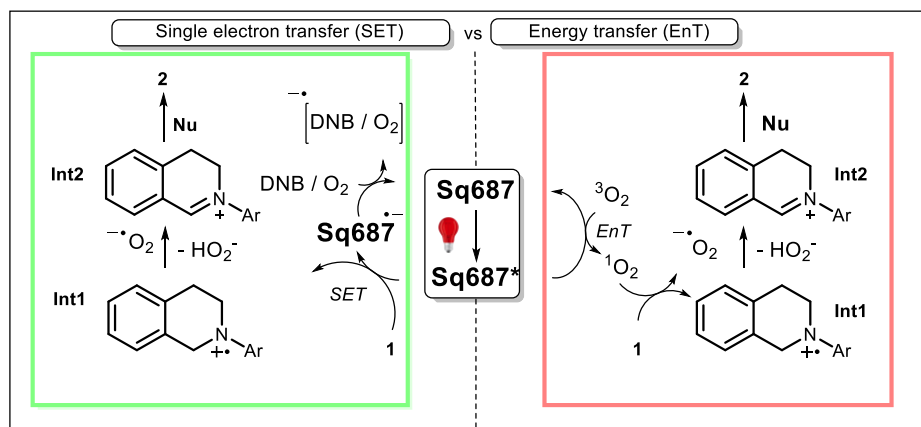 Single electron transfer (SET) vs Energy transfer (EnT)
2
Nu
Int2
N
+
Ar
−•O2
- HO2-
Int1
N
+•
Ar
−•
[DNB / O2]
DNB / O2
Sq687•−
SET
1
Sq687
Sq687*
3O2
EnT
1O2
1
2
Nu
Int2
N
+
Ar
−•O2
- HO2-
Int1
N
+•
Ar